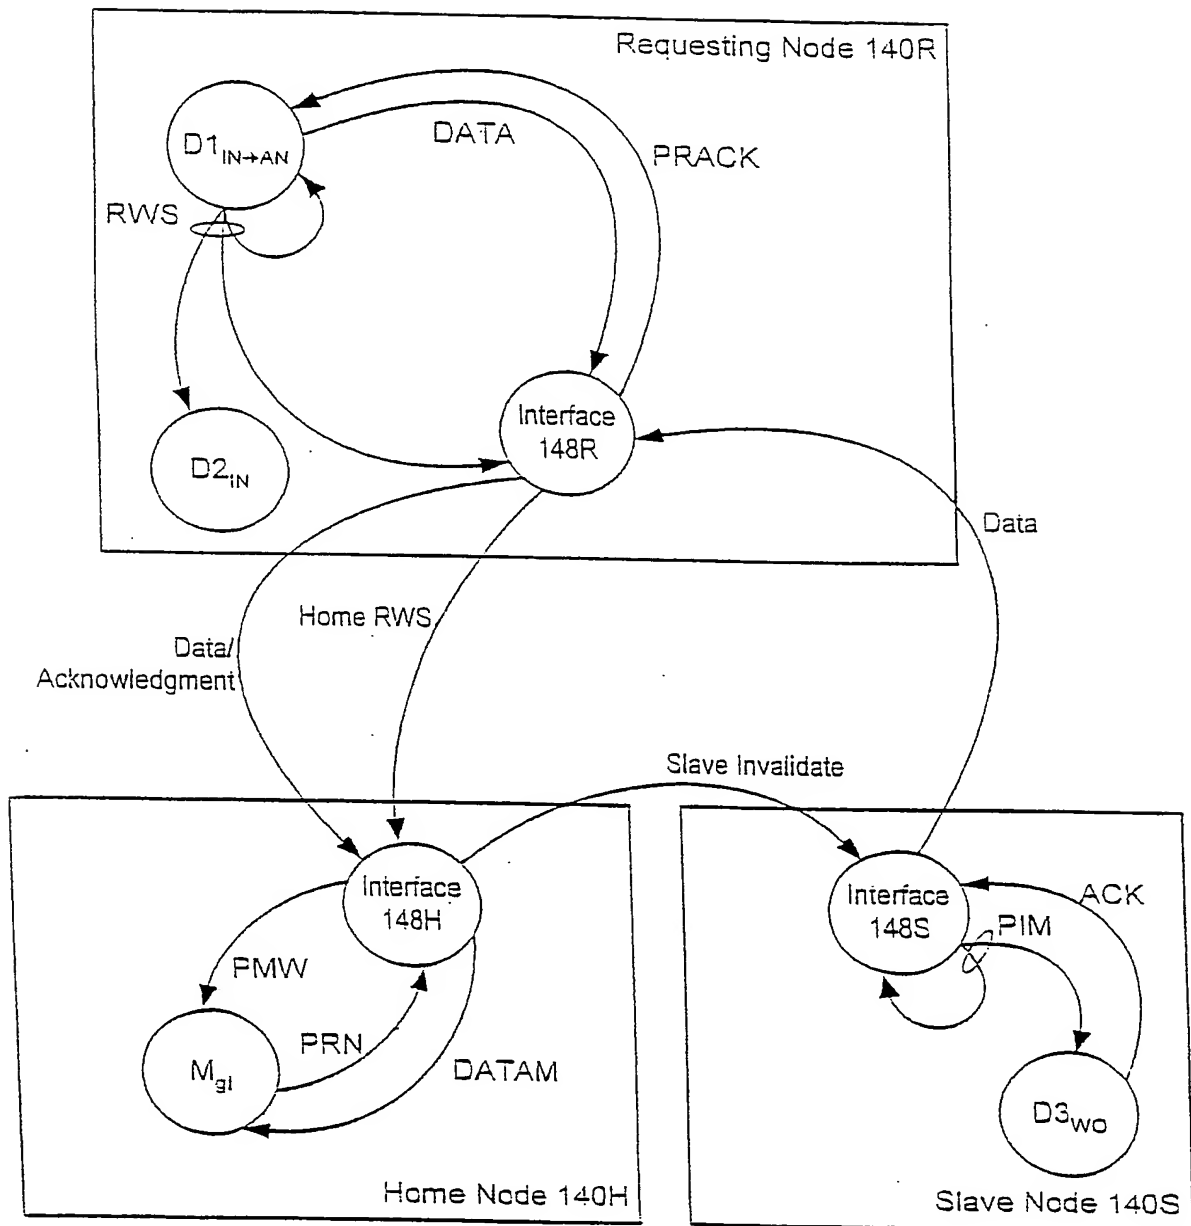 Requesting Node 140R
D1IN→AN
DATA
PRACK
RWS
Interface
148R
D2IN
Data
Home RWS
Data/
Acknowledgment
Slave Invalidate
Interface
148H
Interface
148S
ACK
PIM
PMW
PRN
Mgl
DATAM
D3WO
Home Node 140H
Slave Node 140S